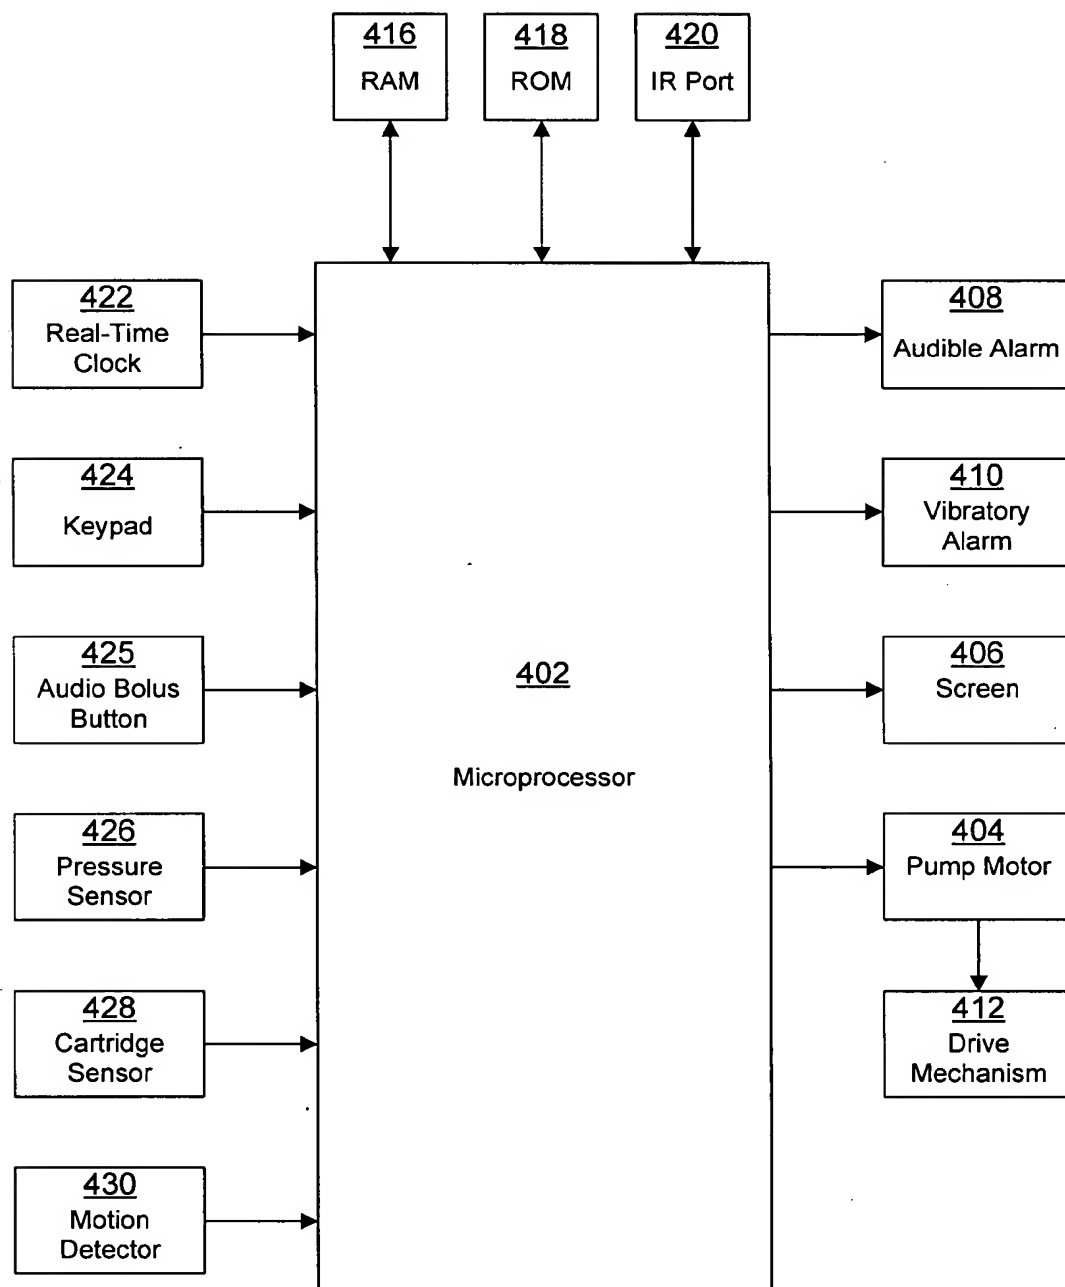 416
RAM
418
ROM
420
IR Port
422
Real-Time
Clock
424
Keypad
425
Audio Bolus
Button
426
Pressure
Sensor
428
Cartridge
Sensor
430
Motion
Detector
402
Microprocessor
408
Audible Alarm
410
Vibratory
Alarm
406
Screen
404
Pump Motor
412
Drive
Mechanism